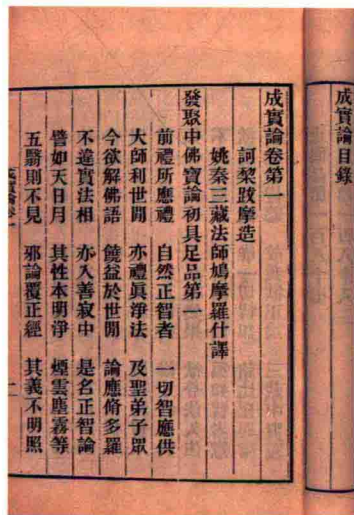 成實論目錄
成實論卷第一
訶棃跋摩造
姚秦三藏法師鳩摩羅什譯
發聚中佛寶論初具足品第一
前禮所應禮　自然正智者　一切智應供
大師利世間　亦禮眞淨法　及聖弟子眾
今欲解佛語　饒益於世間　論應脩多羅
不違實法相　亦入善寂中　是名正智論
譬如天日月　其性本明淨　煙雲塵霧等
五翳則不見　邪論覆正經　其義不明照